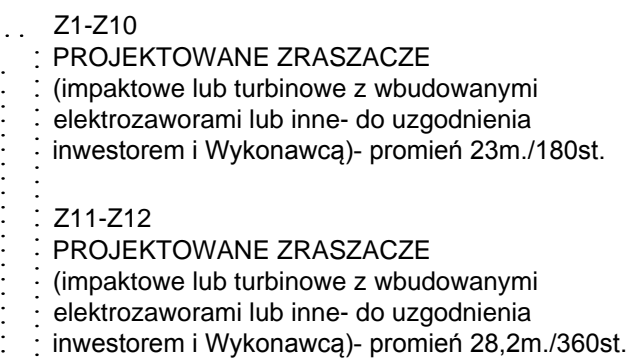 Z1-Z10
PROJEKTOWANE ZRASZACZE
(impaktowe lub turbinowe z wbudowanymi
elektrozaworami lub inne- do uzgodnienia
inwestorem i Wykonawcą)- promień 23m./180st.
Z11-Z12
PROJEKTOWANE ZRASZACZE
(impaktowe lub turbinowe z wbudowanymi
elektrozaworami lub inne- do uzgodnienia
inwestorem i Wykonawcą)- promień 28,2m./360st.